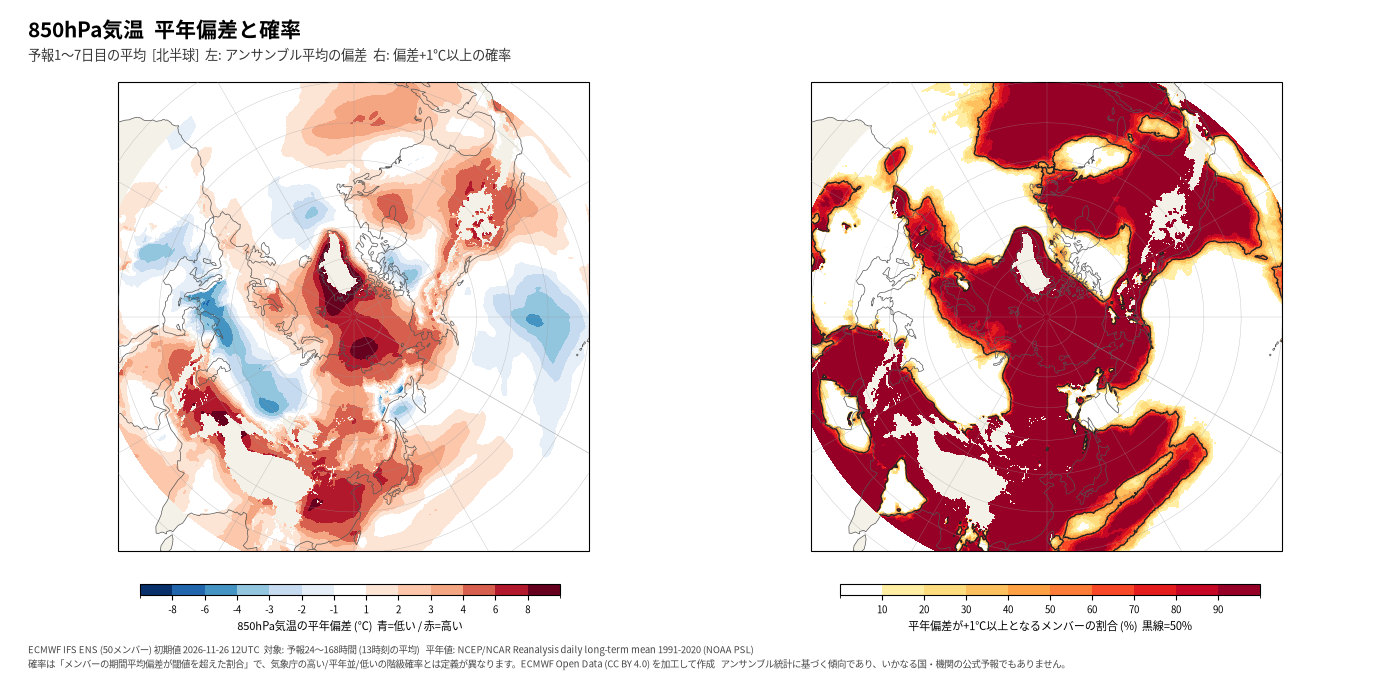 850hPa気温 平年偏差と確率
予報1～7日目の平均 [北半球] 左: アンサンブル平均の偏差 右: 偏差+1℃以上の確率
-8 -6 -4 -3 -2 -1 1 2 3 4 6 8
850hPa気温の平年偏差 (℃) 青=低い / 赤=高い
10 20 30 40 50 60 70 80 90
平年偏差が+1℃以上となるメンバーの割合 (%) 黒線=50%
ECMWF IFS ENS (50メンバー) 初期値 2026-11-26 12UTC 対象: 予報24～168時間 (13時刻の平均) 平年値: NCEP/NCAR Reanalysis daily long-term mean 1991-2020 (NOAA PSL)
確率は「メンバーの期間平均偏差が閾値を超えた割合」で、気象庁の高い/平年並/低いの階級確率とは定義が異なります。ECMWF Open Data (CC BY 4.0) を加工して作成 アンサンブル統計に基づく傾向であり、いかなる国・機関の公式予報でもありません。